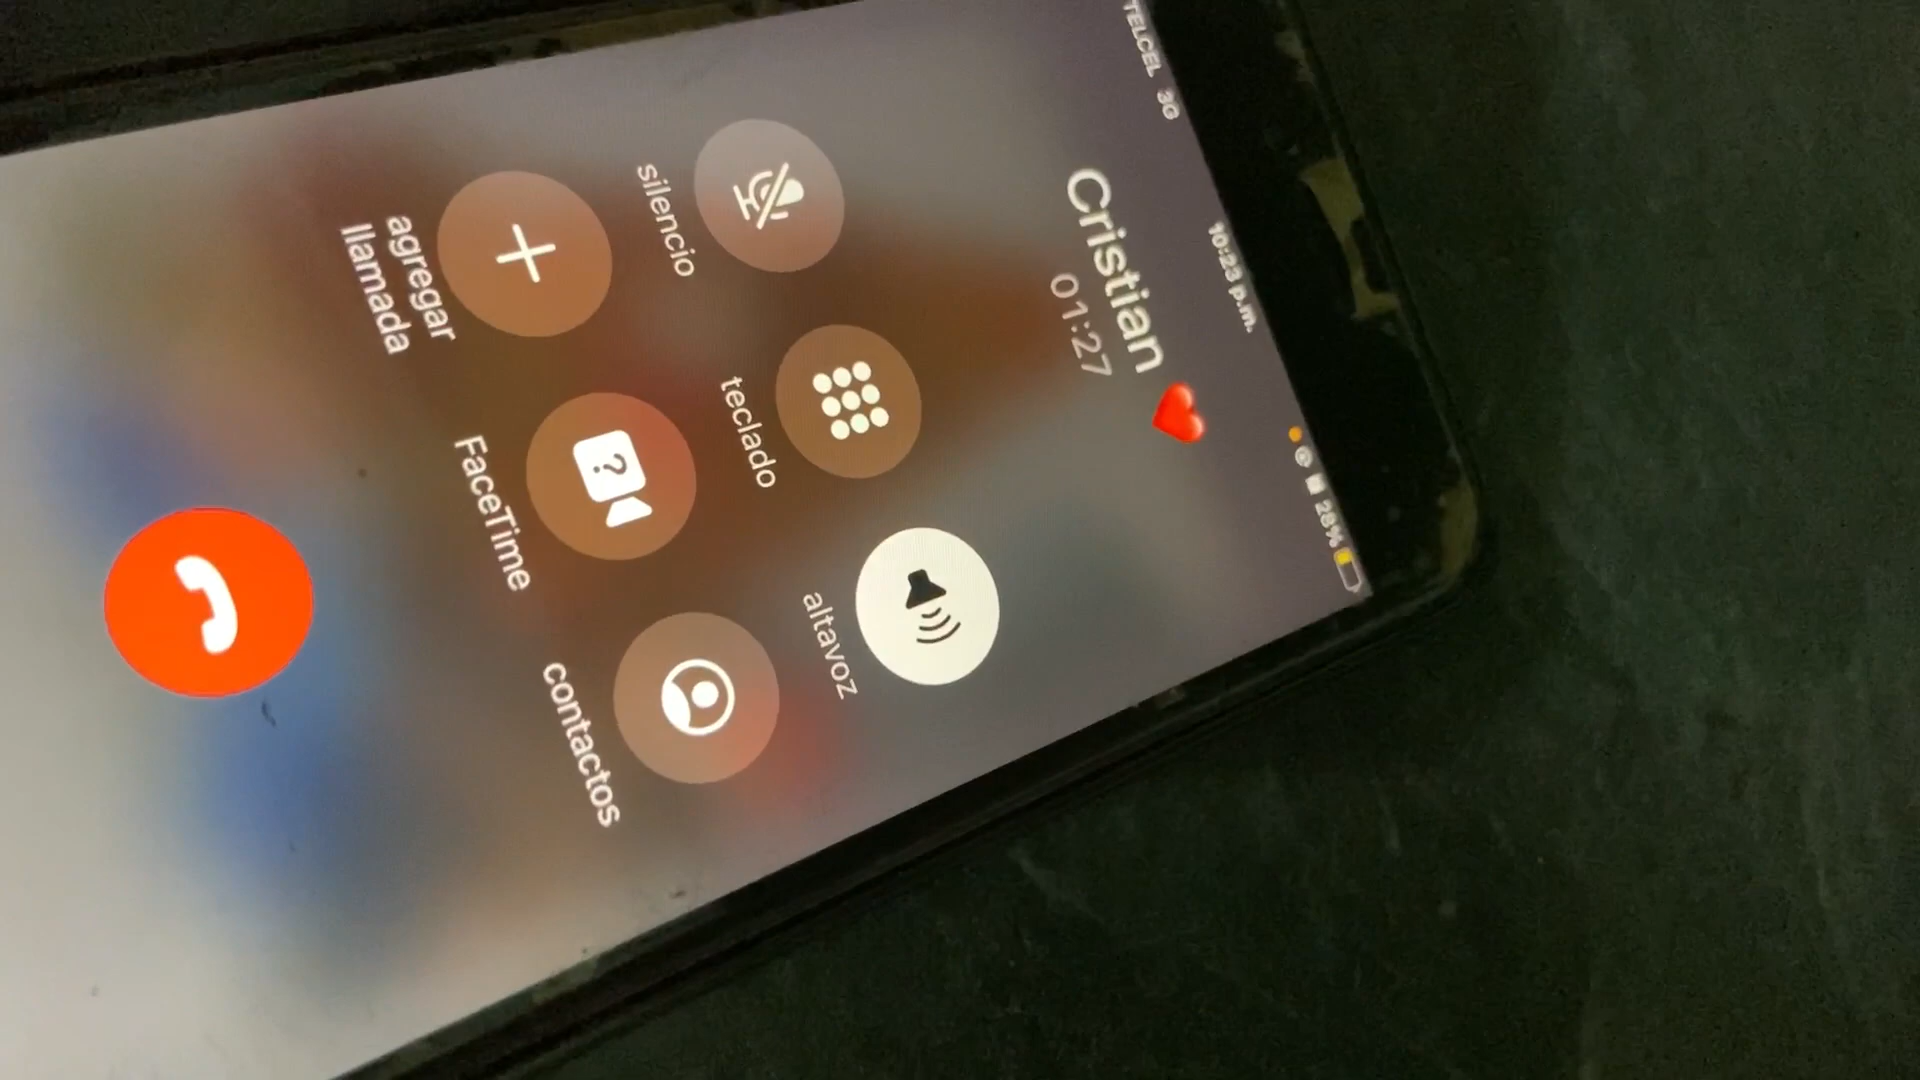 TELCEL 3G 10:23 p.m. 28%
Cristian ❤️
01:27
silencio
teclado
altavoz
agregar
llamada
FaceTime
contactos